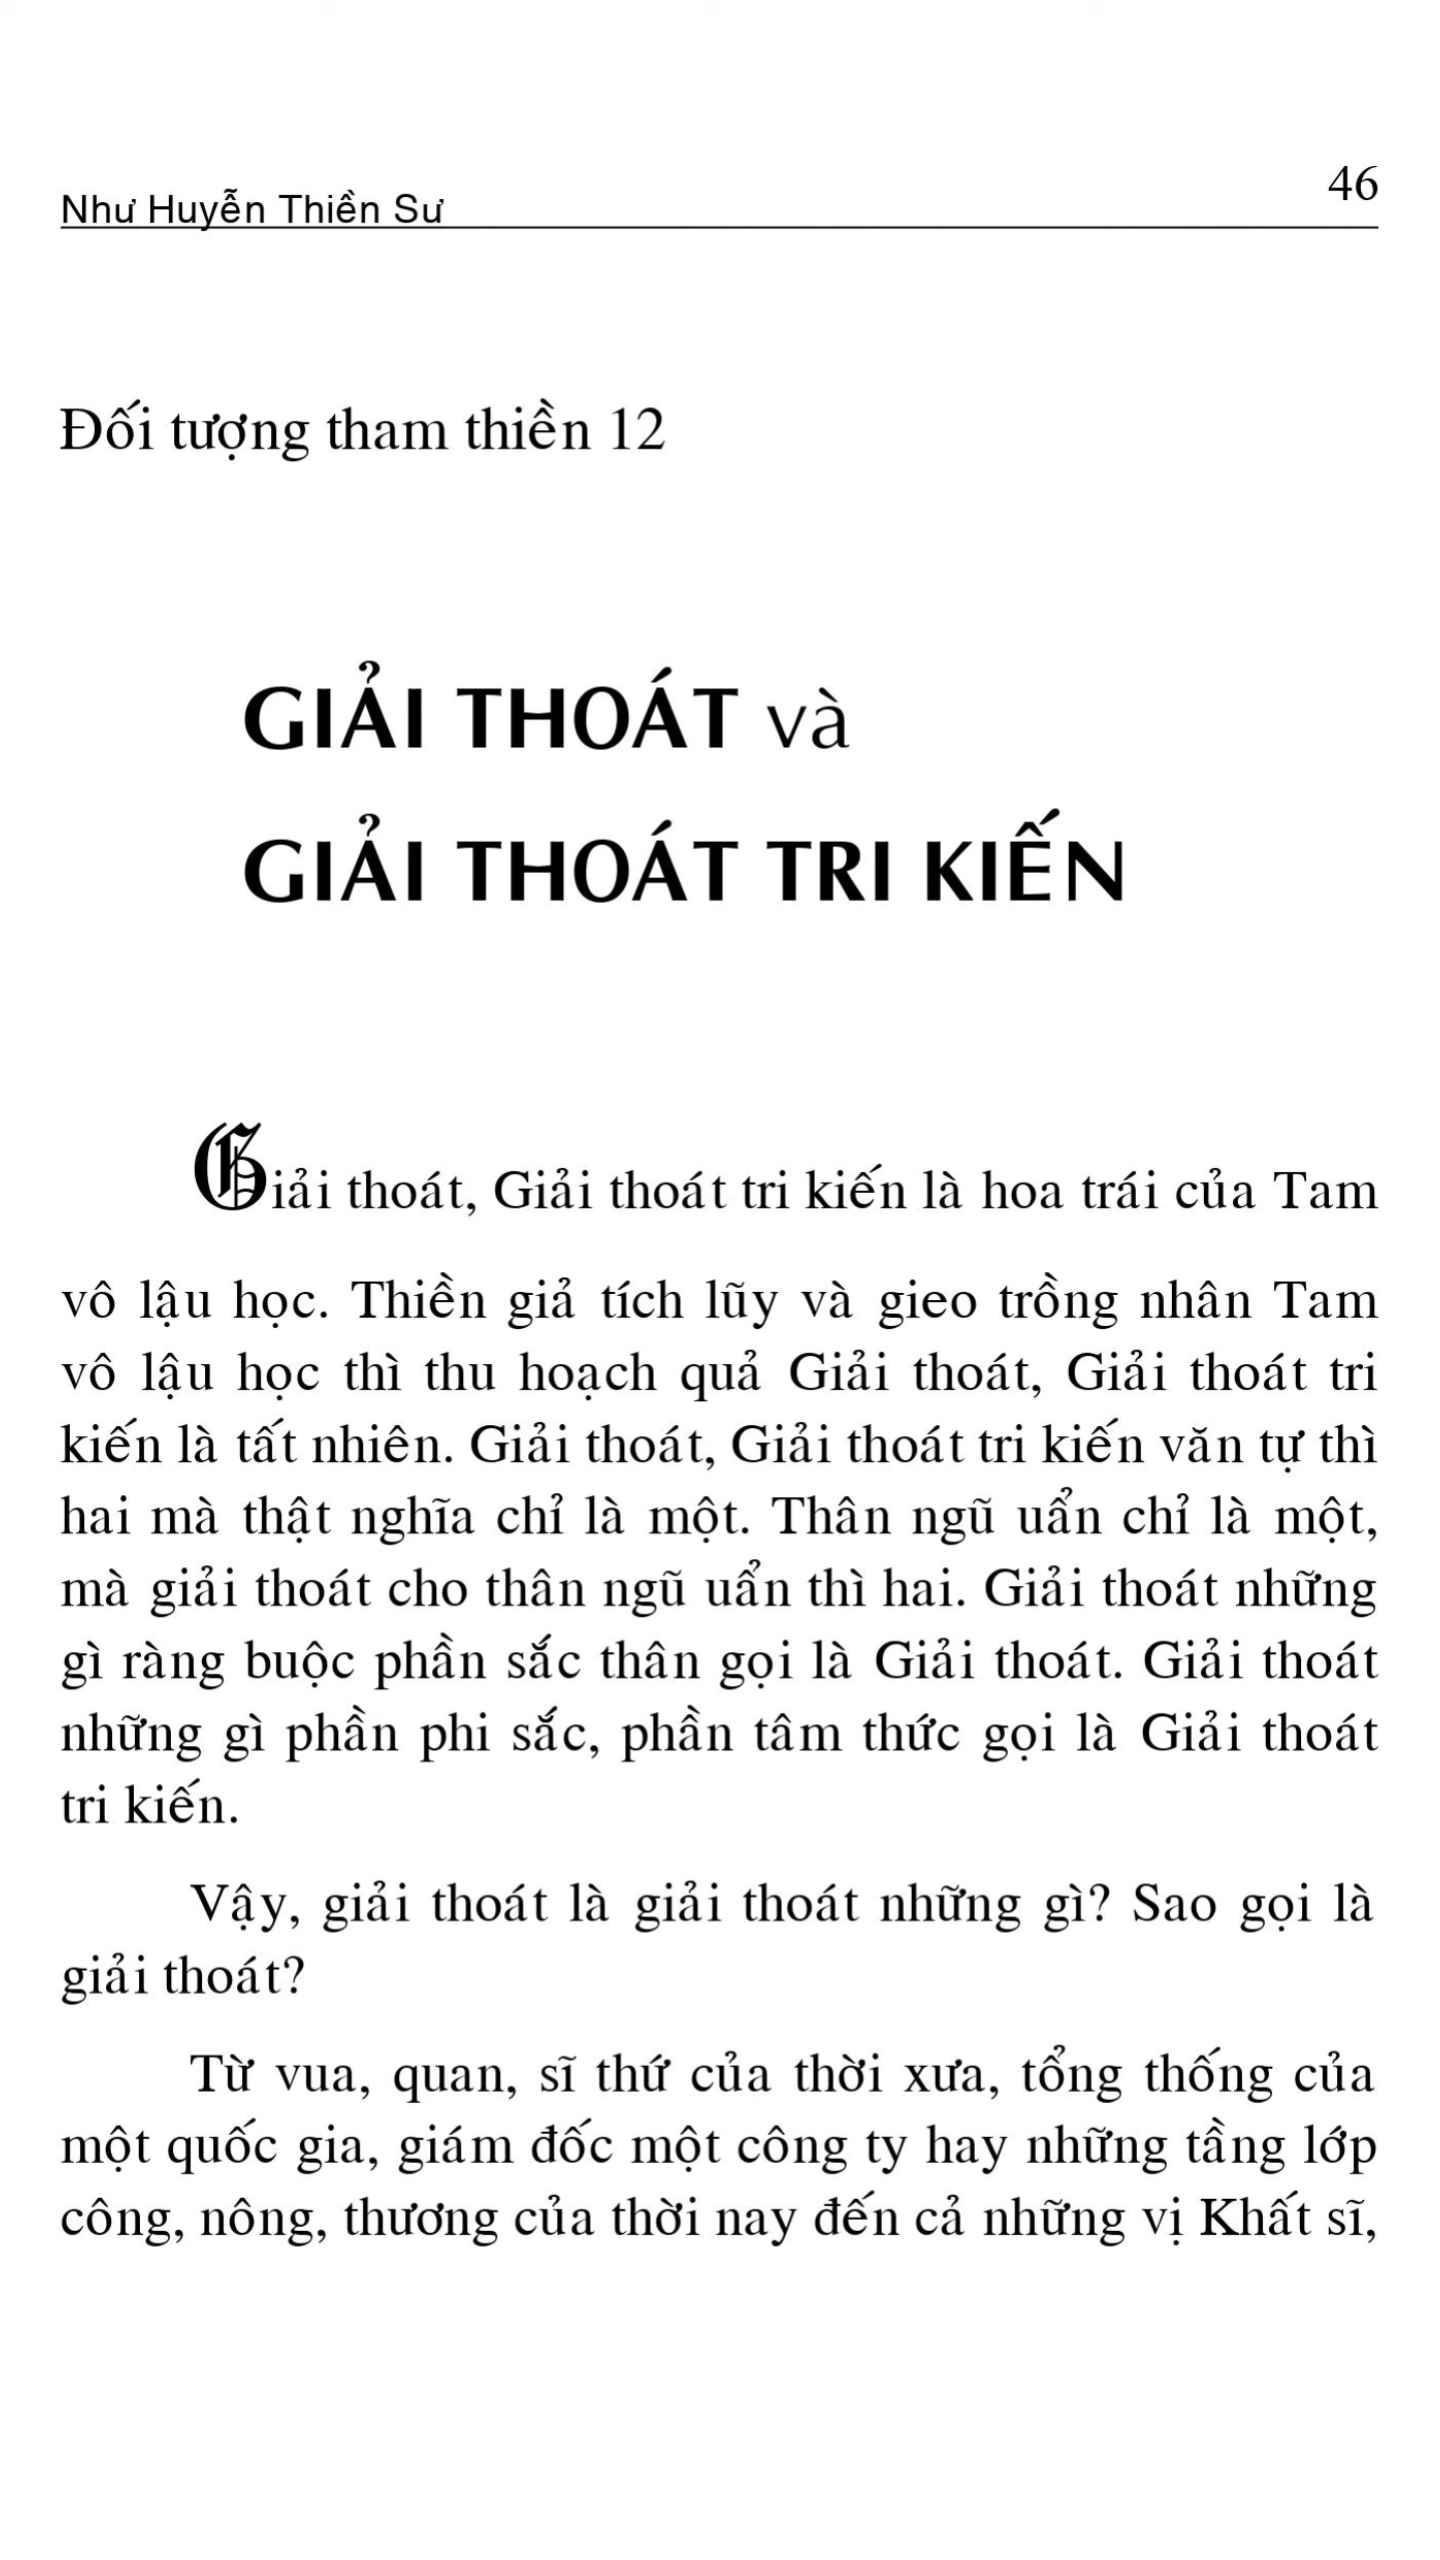 Như Huyễn Thiền Sư
46
Đối tượng tham thiền 12
GIẢI THOÁT và
GIẢI THOÁT TRI KIẾN
Giải thoát, Giải thoát tri kiến là hoa trái của Tam
vô lậu học. Thiền giả tích lũy và gieo trồng nhân Tam
vô lậu học thì thu hoạch quả Giải thoát, Giải thoát tri
kiến là tất nhiên. Giải thoát, Giải thoát tri kiến văn tự thì
hai mà thật nghĩa chỉ là một. Thân ngũ uẩn chỉ là một,
mà giải thoát cho thân ngũ uẩn thì hai. Giải thoát những
gì ràng buộc phần sắc thân gọi là Giải thoát. Giải thoát
những gì phần phi sắc, phần tâm thức gọi là Giải thoát
tri kiến.
Vậy, giải thoát là giải thoát những gì? Sao gọi là
giải thoát?
Từ vua, quan, sĩ thứ của thời xưa, tổng thống của
một quốc gia, giám đốc một công ty hay những tầng lớp
công, nông, thương của thời nay đến cả những vị Khất sĩ,